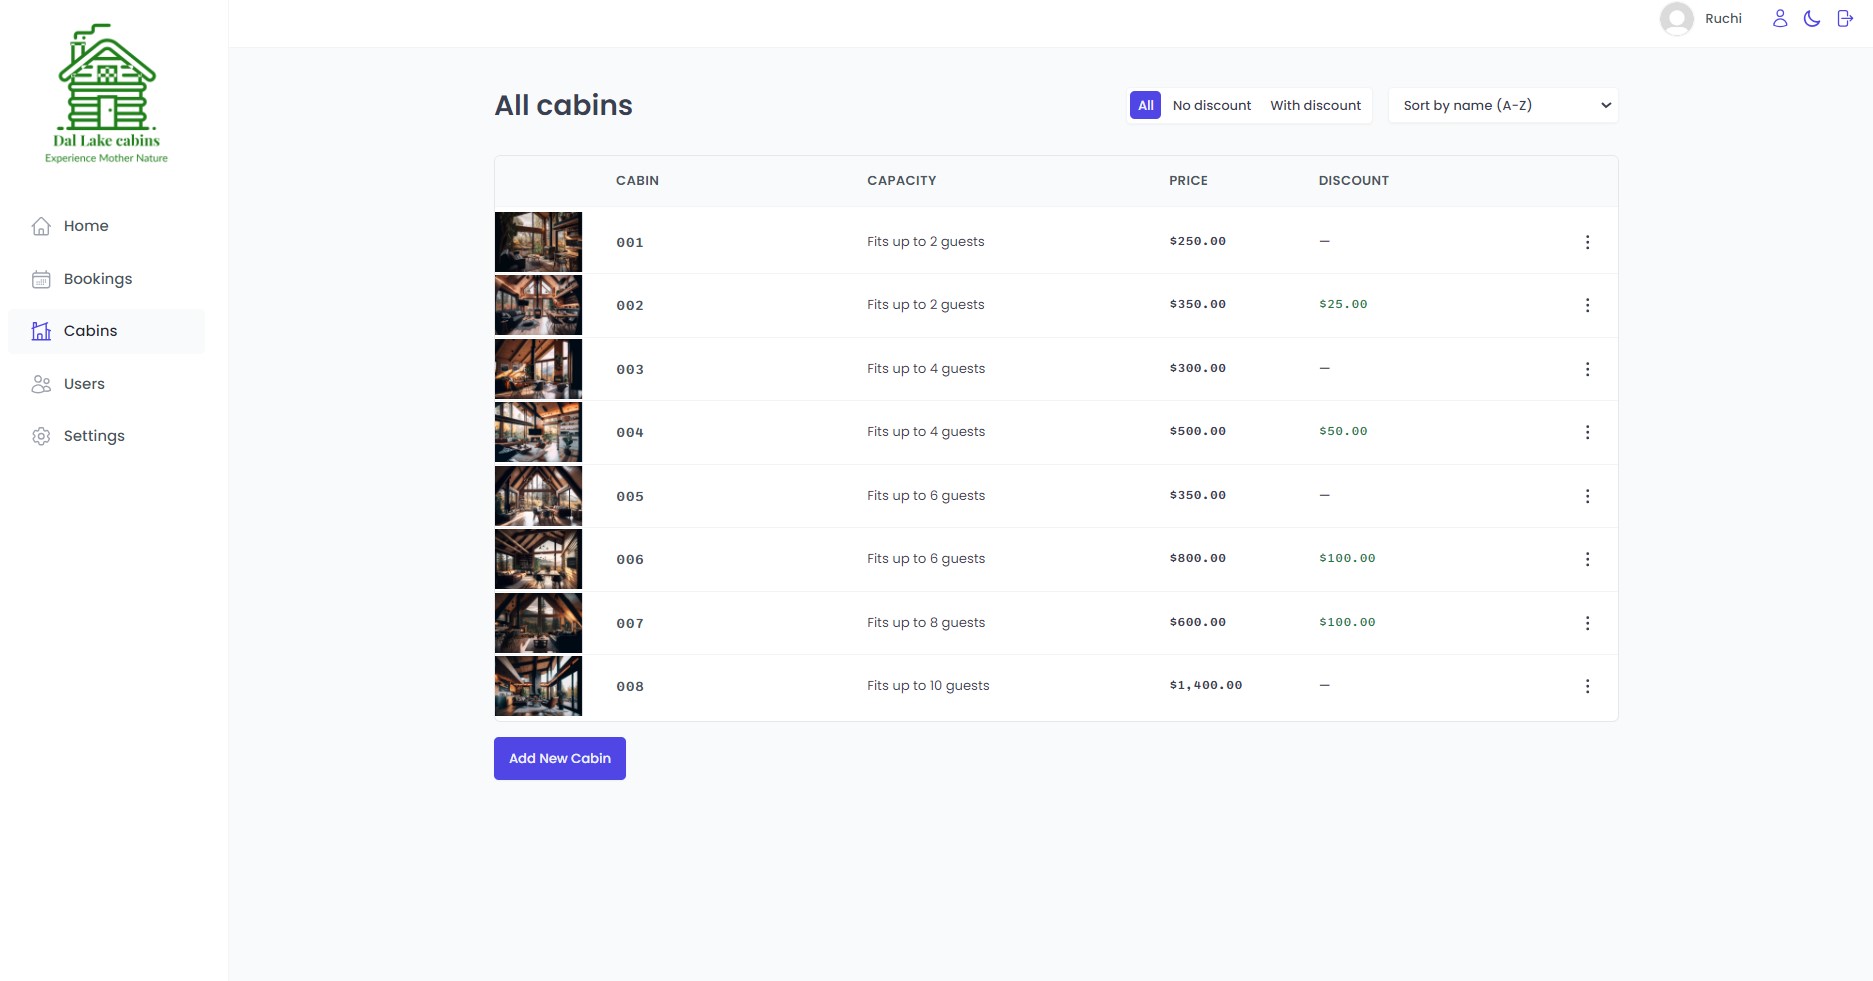 Dal Lake cabins
Experience Mother Nature
Home
Bookings
Cabins
Users
Settings
Ruchi
All cabins
All No discount With discount Sort by name (A-Z)
CABIN CAPACITY PRICE DISCOUNT
001 Fits up to 2 guests $250.00 —
002 Fits up to 2 guests $350.00 $25.00
003 Fits up to 4 guests $300.00 —
004 Fits up to 4 guests $500.00 $50.00
005 Fits up to 6 guests $350.00 —
006 Fits up to 6 guests $800.00 $100.00
007 Fits up to 8 guests $600.00 $100.00
008 Fits up to 10 guests $1,400.00 —
Add New Cabin